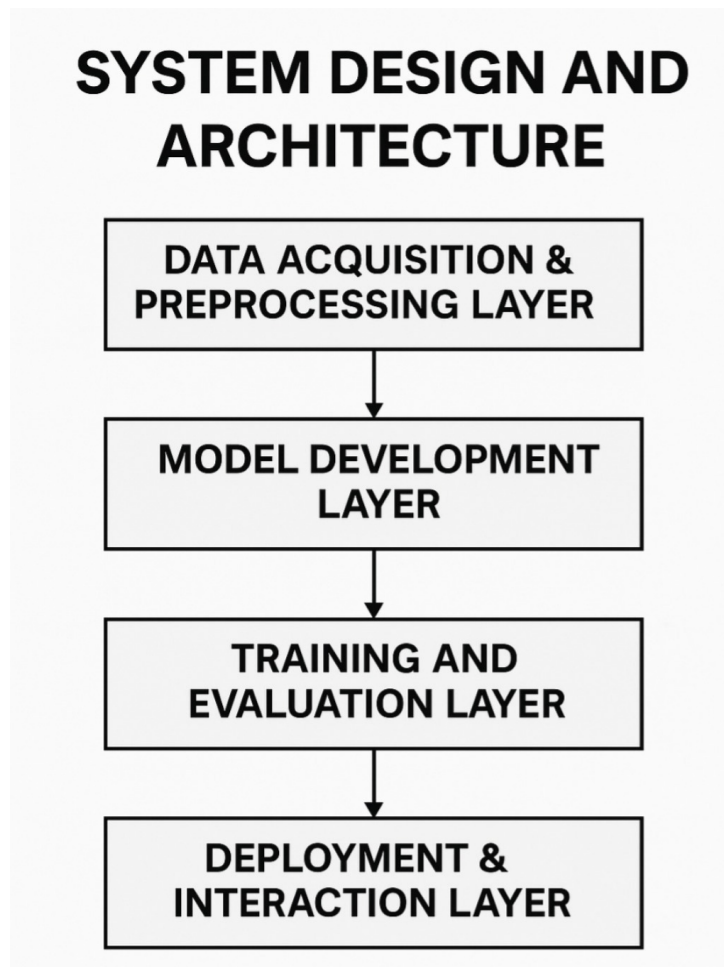 SYSTEM DESIGN AND
ARCHITECTURE
DATA ACQUISITION &
PREPROCESSING LAYER
MODEL DEVELOPMENT
LAYER
TRAINING AND
EVALUATION LAYER
DEPLOYMENT &
INTERACTION LAYER